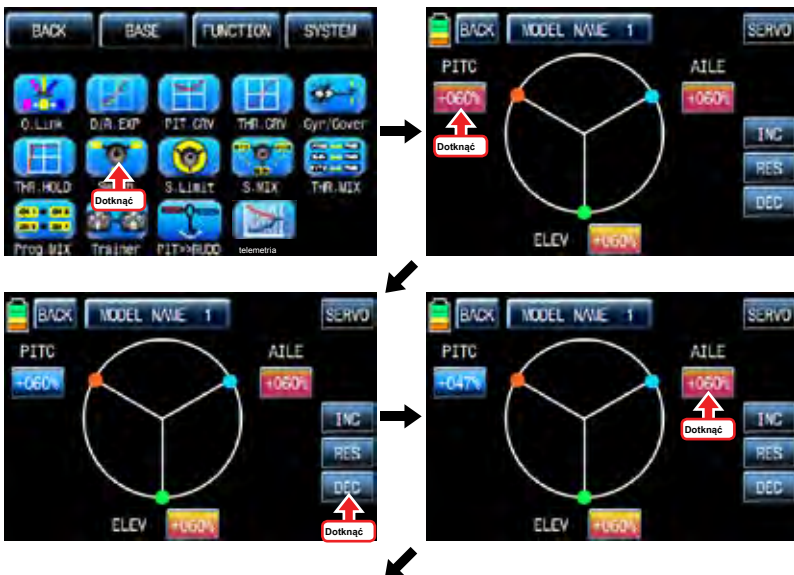 BACK BASE FUNCTION SYSTEM
Q.Link D/R.EXP PIT.CRV THR.CRV Gyr/Gover
THR.HOLD S.Limit S.MIX THR.MIX
Dotknąć
Prog.MIX Trainer PIT>>RUDD telemetria
BACK MODEL NAME 1 SERVO
PITC AILE
+060% +060%
Dotknąć
INC
RES
DEC
ELEV +060%
BACK MODEL NAME 1 SERVO
PITC AILE
+060% +060%
INC
RES
DEC
ELEV +060%
Dotknąć
BACK MODEL NAME 1 SERVO
PITC AILE
+047% +060%
Dotknąć
INC
RES
DEC
ELEV +060%